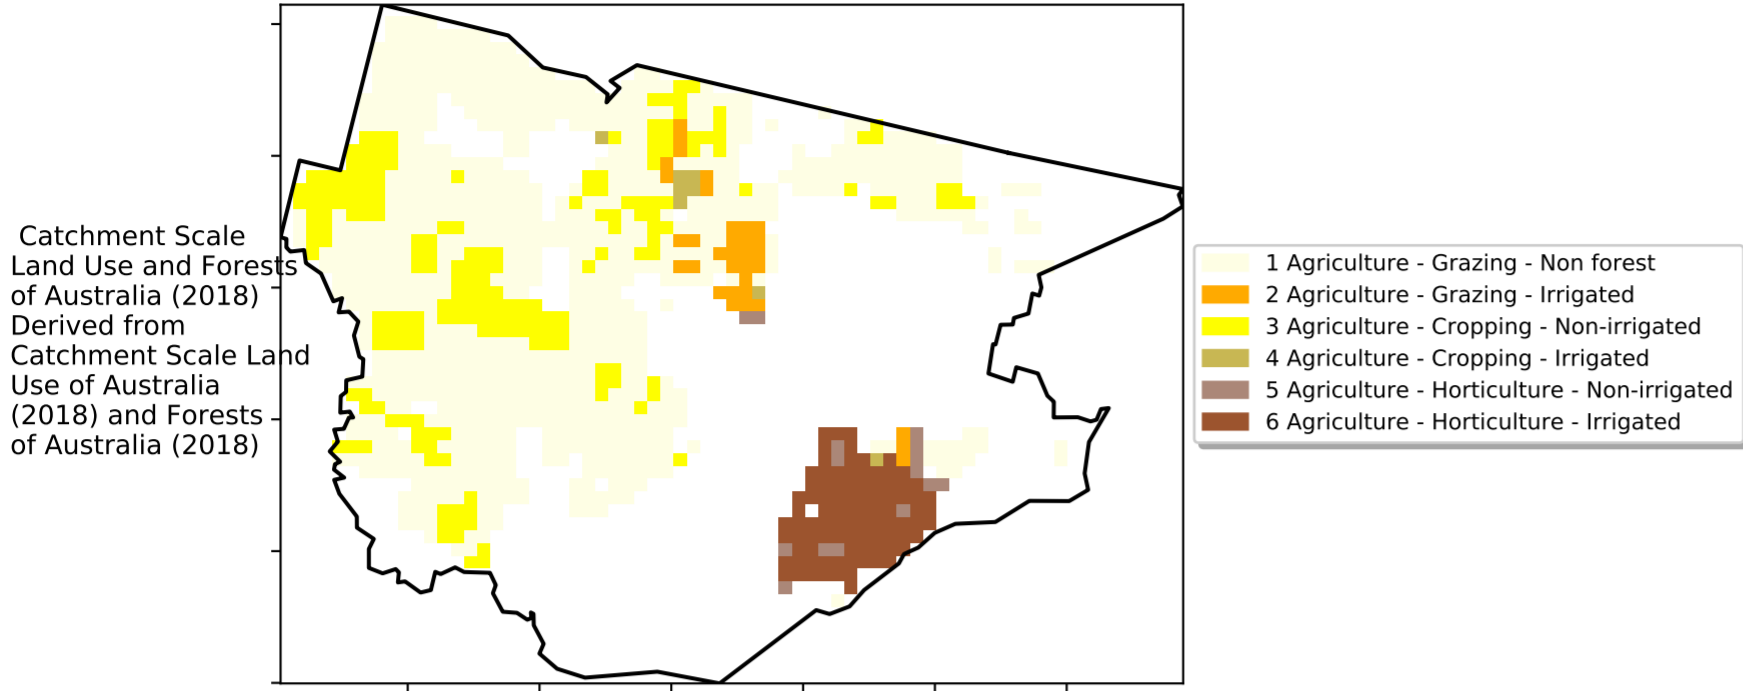 Catchment Scale
Land Use and Forests
of Australia (2018)
Derived from
Catchment Scale Land
Use of Australia
(2018) and Forests
of Australia (2018)
1 Agriculture - Grazing - Non forest
2 Agriculture - Grazing - Irrigated
3 Agriculture - Cropping - Non-irrigated
4 Agriculture - Cropping - Irrigated
5 Agriculture - Horticulture - Non-irrigated
6 Agriculture - Horticulture - Irrigated